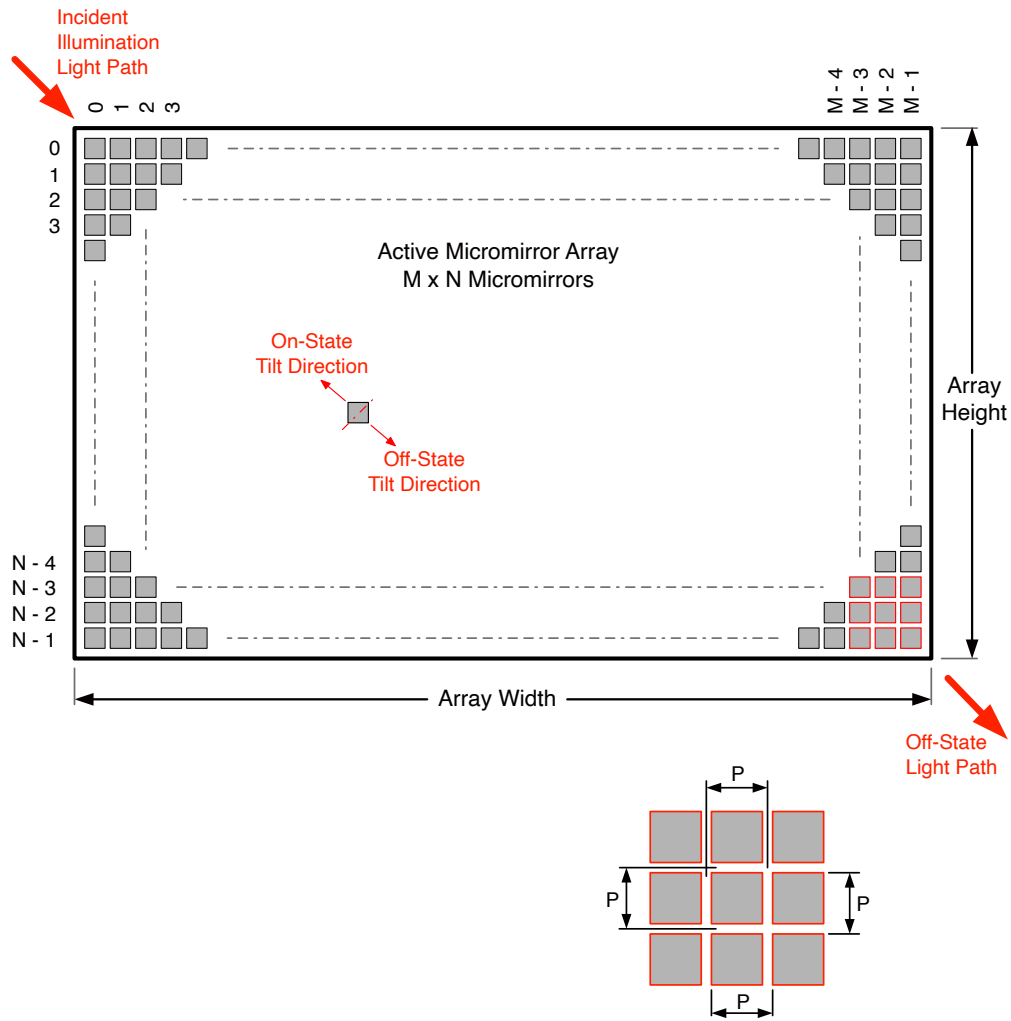 Incident
Illumination
Light Path
0
1
2
3
M - 4
M - 3
M - 2
M - 1
0
1
2
3
Active Micromirror Array
M x N Micromirrors
On-State
Tilt Direction
Off-State
Tilt Direction
Array
Height
N - 4
N - 3
N - 2
N - 1
Array Width
Off-State
Light Path
P
P
P
P